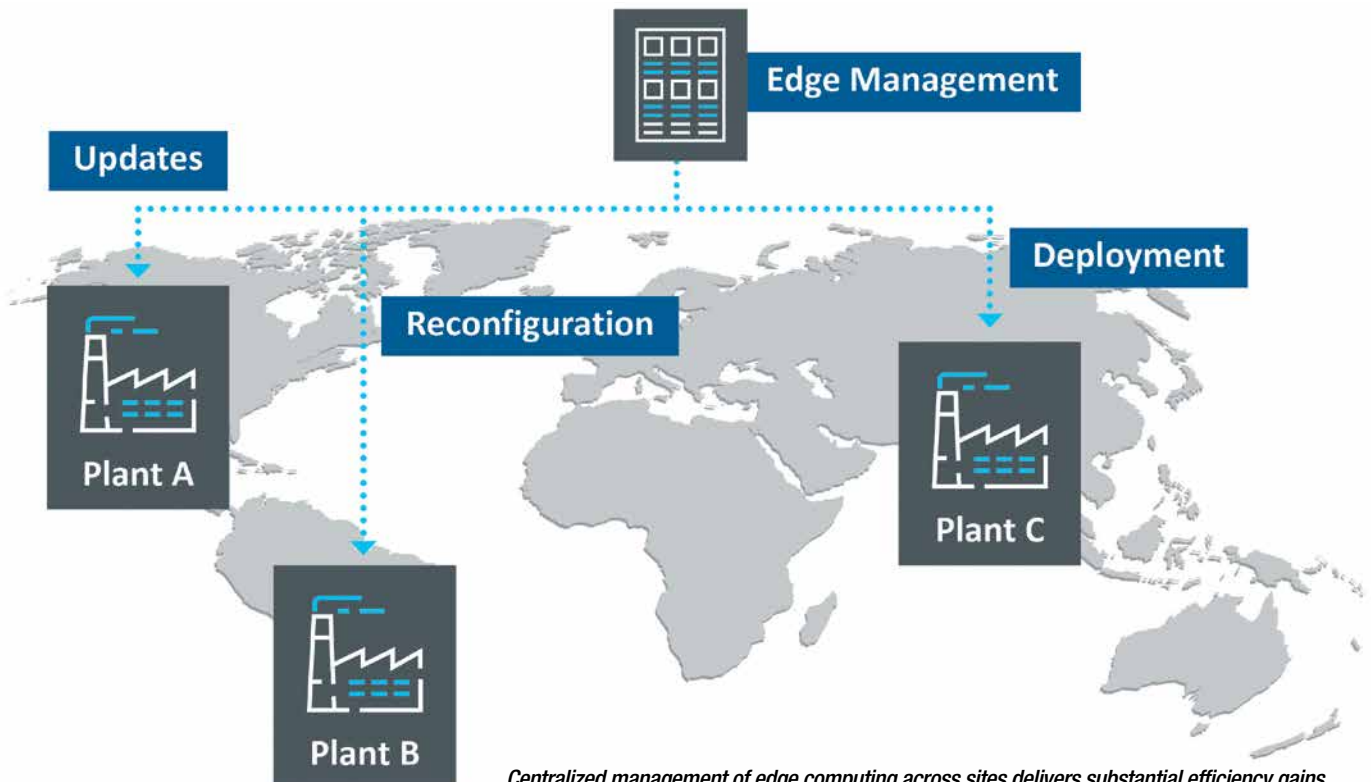 Edge Management
Updates
Deployment
Reconfiguration
Plant A
Plant C
Plant B
Centralized management of edge computing across sites delivers substantial efficiency gains